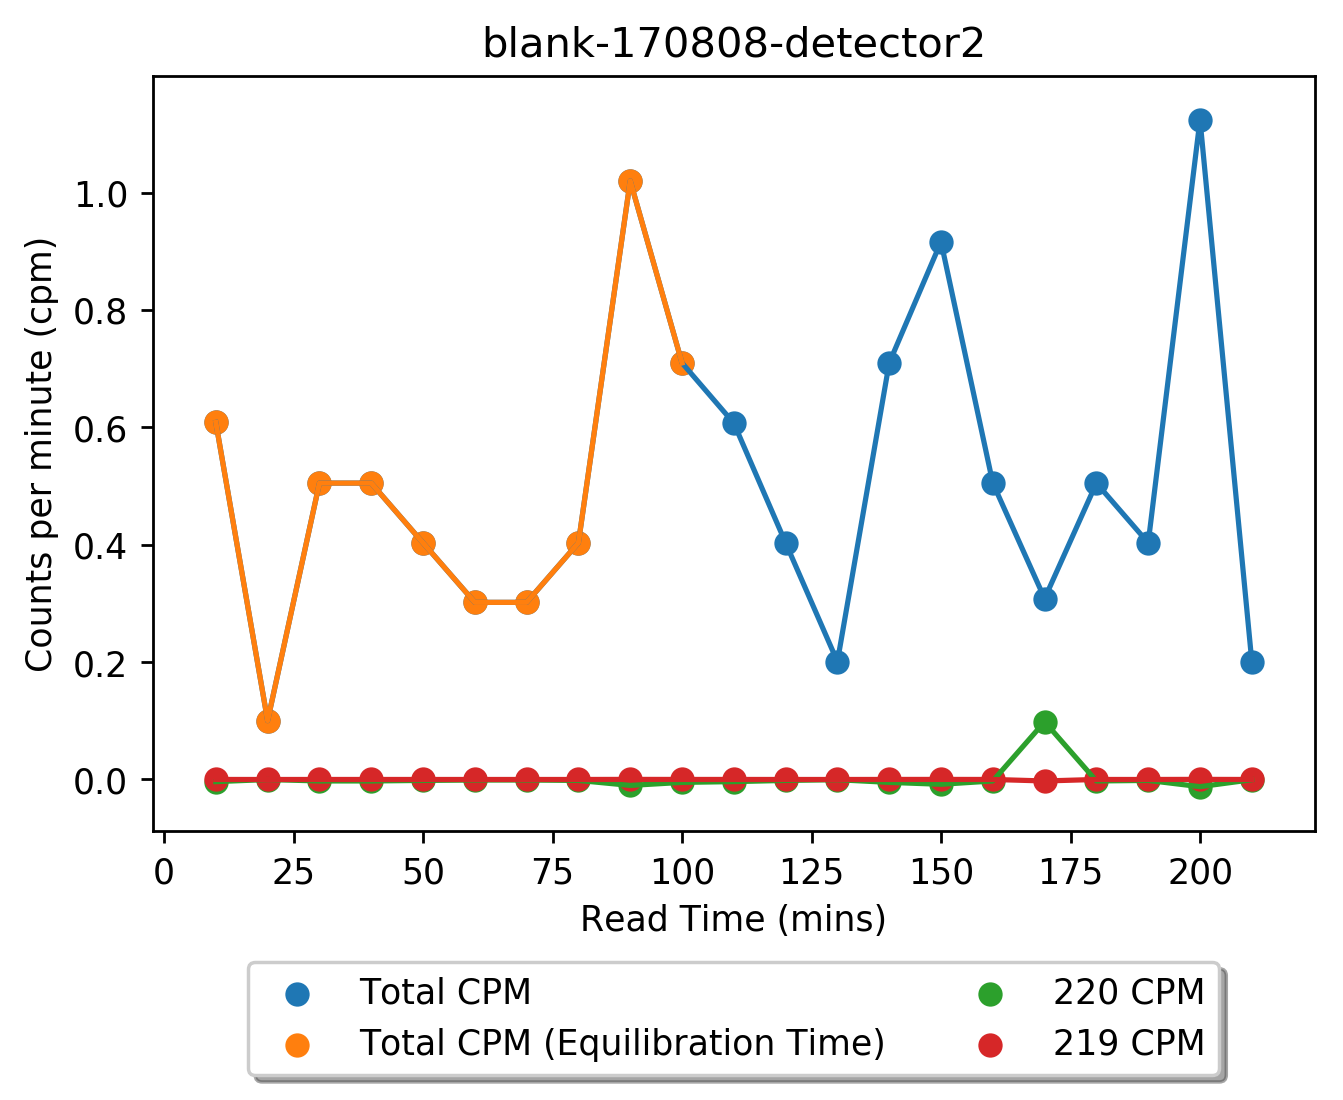 blank-170808-detector2
Counts per minute (cpm)
1.0
0.8
0.6
0.4
0.2
0.0
0 25 50 75 100 125 150 175 200
Read Time (mins)
Total CPM
Total CPM (Equilibration Time)
220 CPM
219 CPM